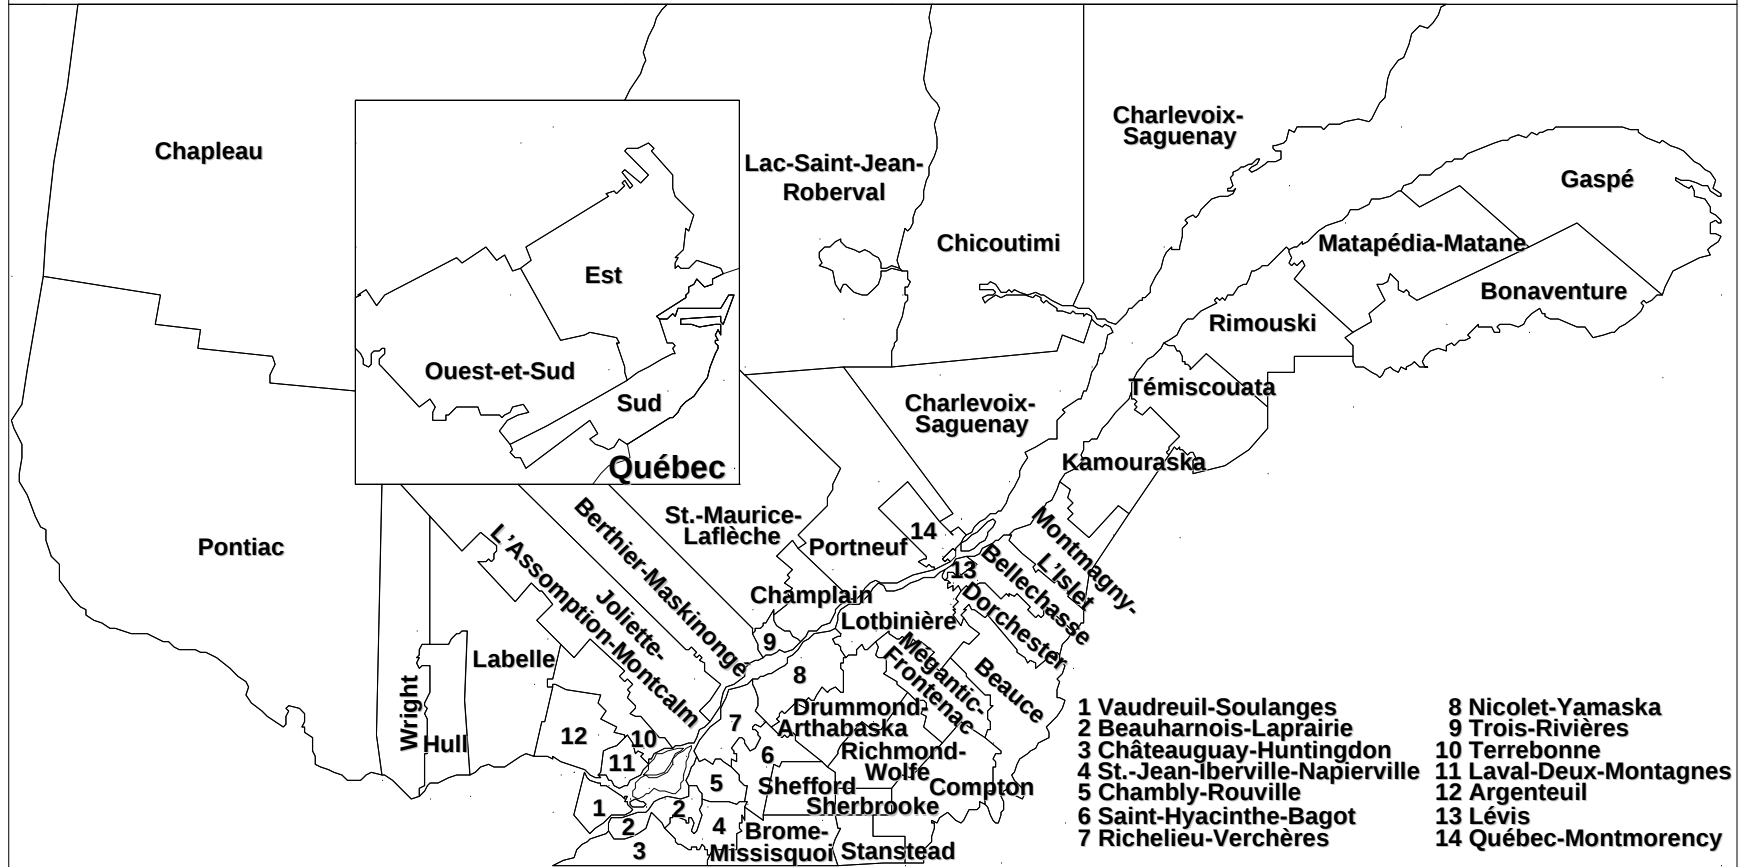 Chapleau
Lac-Saint-Jean-
Roberval
Charlevoix-
Saguenay
Gaspé
Chicoutimi
Matapédia-Matane
Bonaventure
Rimouski
Est
Ouest-et-Sud
Sud
Québec
Témiscouata
Charlevoix-
Saguenay
Kamouraska
Pontiac
St.-Maurice-
Laflèche
Portneuf
14
13
Montmagny-
L'Islet
Bellechasse
Dorchester
Berthier-Maskinongé
L'Assomption-Montcalm
Joliette-
Champlain
Lotbinière
9
8
Mégantic-
Frontenac
Beauce
Labelle
Wright
Hull
12
10
11
7
6
5
Drummond-
Arthabaska
Richmond-
Wolfe
Shefford
Sherbrooke
Compton
1
2
2
3
4
Brome-
Missisquoi
Stanstead
1 Vaudreuil-Soulanges
2 Beauharnois-Laprairie
3 Châteauguay-Huntingdon
4 St.-Jean-Iberville-Napierville
5 Chambly-Rouville
6 Saint-Hyacinthe-Bagot
7 Richelieu-Verchères
8 Nicolet-Yamaska
9 Trois-Rivières
10 Terrebonne
11 Laval-Deux-Montagnes
12 Argenteuil
13 Lévis
14 Québec-Montmorency